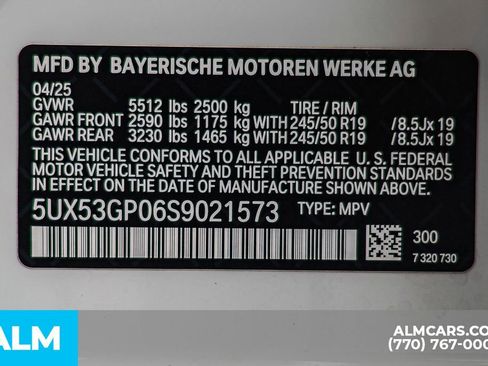 MFD BY BAYERISCHE MOTOREN WERKE AG
04/25
GVWR 5512 lbs 2500 kg TIRE / RIM
GAWR FRONT 2590 lbs 1175 kg WITH 245/50 R19 /8.5Jx 19
GAWR REAR 3230 lbs 1465 kg WITH 245/50 R19 /8.5Jx 19
THIS VEHICLE CONFORMS TO ALL APPLICABLE U.S. FEDERAL
MOTOR VEHICLE SAFETY, BUMPER, AND THEFT PREVENTION
STANDARDS IN EFFECT ON THE DATE OF MANUFACTURE
SHOWN ABOVE.
5UX53GP06S9021573 TYPE: MPV
300
7 320 730
ALM
ALMCARS.COM
(770) 767-000